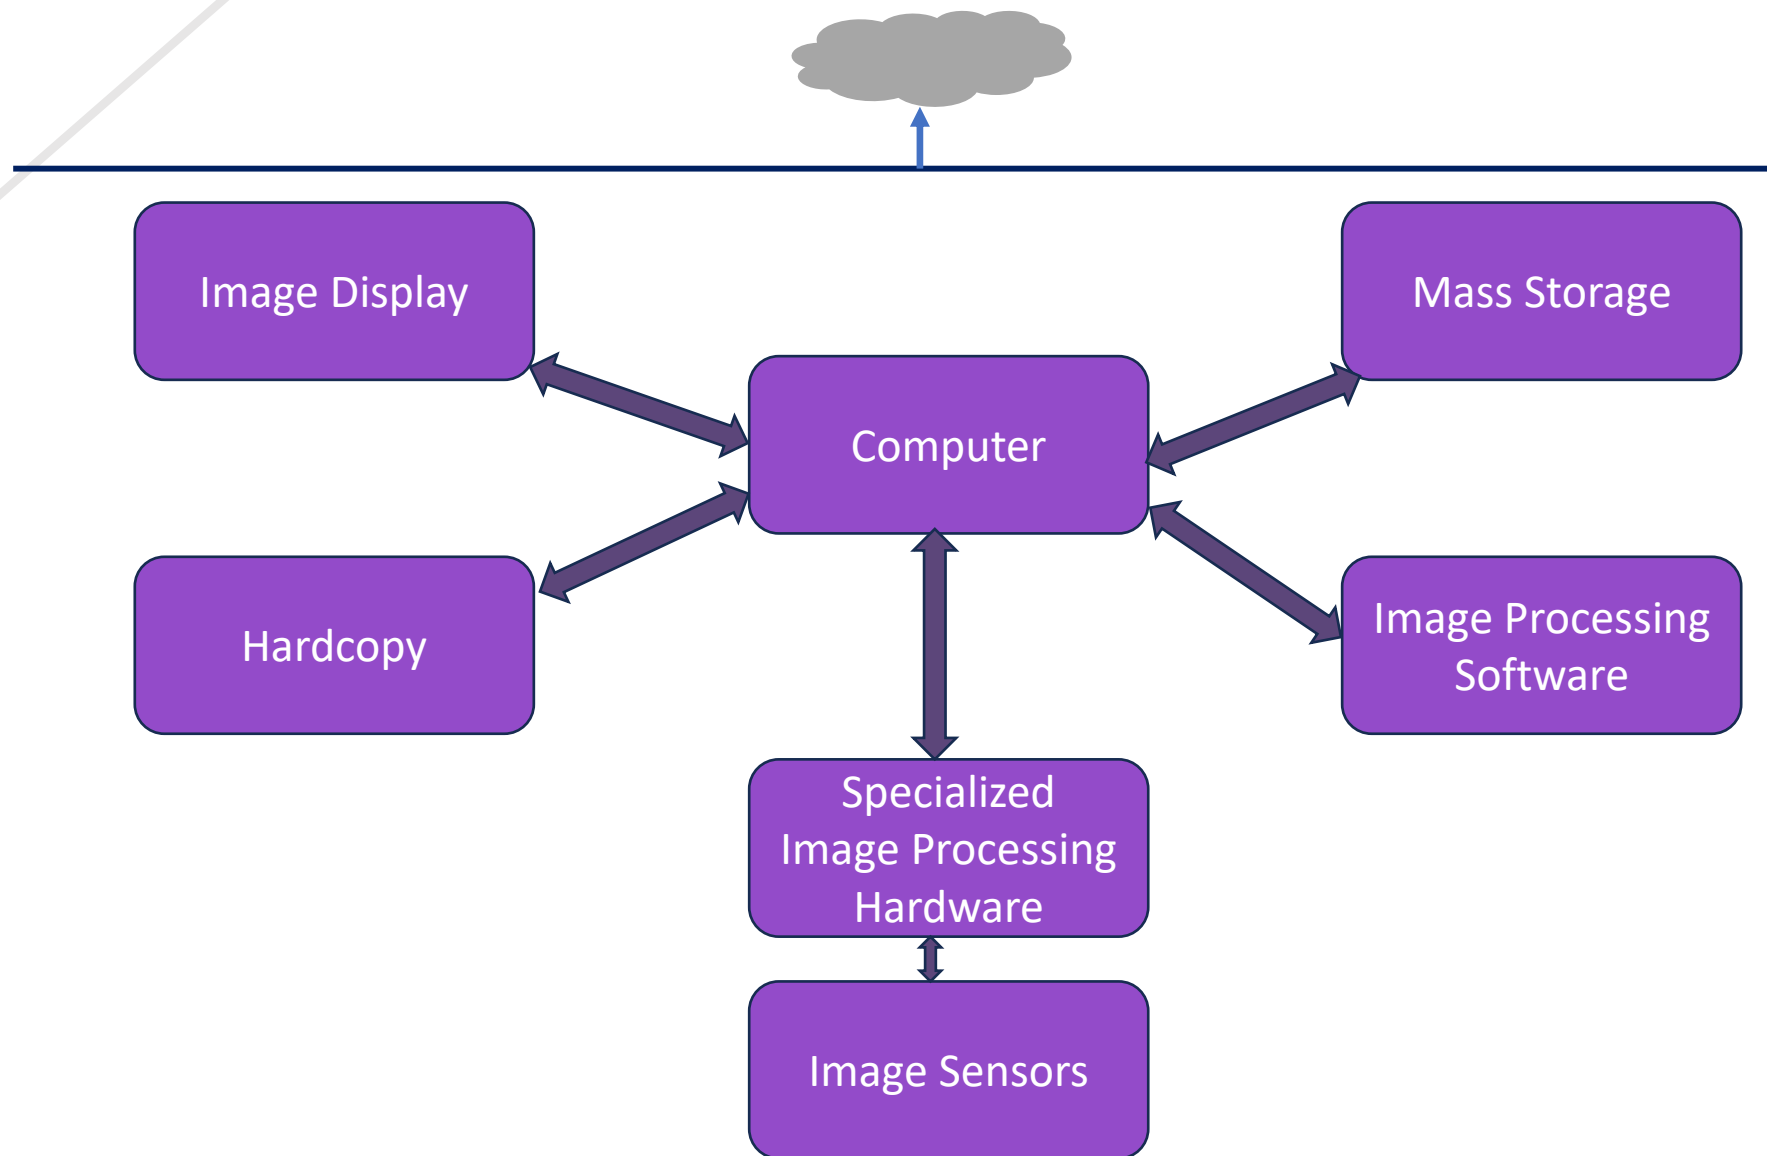 Image Display
Mass Storage
Computer
Hardcopy
Image Processing
Software
Specialized
Image Processing
Hardware
Image Sensors